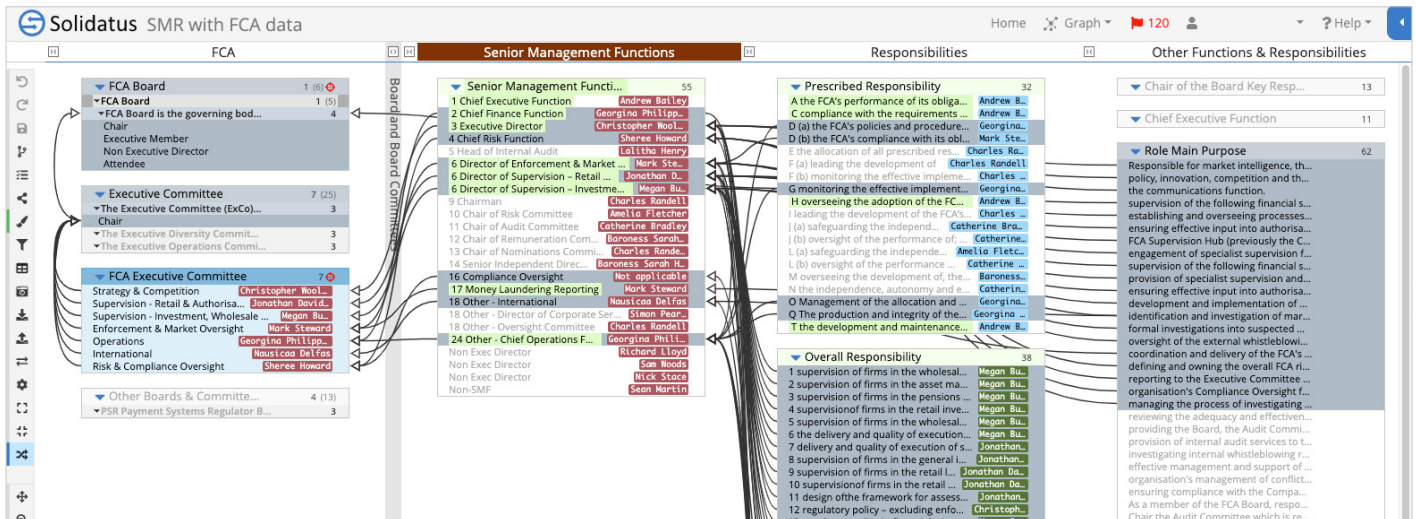 Solidatus SMR with FCA data
Home Graph 120 ? Help
FCA
Senior Management Functions
Responsibilities
Other Functions & Responsibilities
FCA Board 1 (6)
FCA Board 1 (5)
FCA Board is the governing bod... 4
Chair
Executive Member
Non Executive Director
Attendee
Executive Committee 7 (25)
The Executive Committee (ExCo)... 3
Chair
The Executive Diversity Commit... 3
The Executive Operations Commi... 3
FCA Executive Committee 7
Strategy & Competition Christopher Wool…
Supervision - Retail & Authorisa... Jonathan David…
Supervision - Investment, Wholesale ... Megan Bu…
Enforcement & Market Oversight Mark Steward
Operations Georgina Philipp…
International Nausicaa Delfas
Risk & Compliance Oversight Sheree Howard
Other Boards & Committe... 4 (13)
PSR Payment Systems Regulator B... 3
Board and Board Committees
Senior Management Functi... 55
1 Chief Executive Function Andrew Bailey
2 Chief Finance Function Georgina Philipp…
3 Executive Director Christopher Wool…
4 Chief Risk Function Sheree Howard
5 Head of Internal Audit Lalitha Henry
6 Director of Enforcement & Market ... Mark Ste…
6 Director of Supervision – Retail ... Jonathan D…
6 Director of Supervision – Investme... Megan Bu…
9 Chairman Charles Randell
10 Chair of Risk Committee Amelia Fletcher
11 Chair of Audit Committee Catherine Bradley
12 Chair of Remuneration Com... Baroness Sarah…
13 Chair of Nominations Commi... Charles Rande…
14 Senior Independent Direc... Baroness Sarah H…
16 Compliance Oversight Not applicable
17 Money Laundering Reporting Mark Steward
18 Other - International Nausicaa Delfas
18 Other - Director of Corporate Ser... Simon Pear…
18 Other - Oversight Committee Charles Randell
24 Other - Chief Operations F... Georgina Phili…
Non Exec Director Richard Lloyd
Non Exec Director Sam Woods
Non Exec Director Nick Stace
Non-SMF Sean Martin
Prescribed Responsibility 32
A the FCA's performance of its obliga... Andrew B…
C compliance with the requirements ... Andrew B…
D (a) the FCA's policies and procedure... Georgina…
D (b) the FCA's compliance with its obl... Mark Ste…
E the allocation of all prescribed res... Charles Ra…
F (a) leading the development of Charles Randell
F (b) monitoring the effective impleme... Charles …
G monitoring the effective implement... Georgina…
H overseeing the adoption of the FC... Andrew B…
I leading the development of the FCA's... Charles …
J (a) safeguarding the independ... Catherine Bra…
J (b) oversight of the performance of; ... Catherine…
L (a) safeguarding the independe... Amelia Fletc…
L (b) oversight of the performance ... Catherine …
M overseeing the development of, the... Baroness…
N the independence, autonomy and e... Catherin…
O Management of the allocation and ... Georgina…
Q The production and integrity of the... Georgina …
T the development and maintenance... Andrew B…
Overall Responsibility 38
1 supervision of firms in the wholesal... Megan Bu…
2 supervision of firms in the asset ma... Megan Bu…
3 supervision of firms in the pensions ... Megan Bu…
4 supervisionof firms in the retail inve... Megan Bu…
5 supervision of firms in the wholesal... Megan Bu…
6 the delivery and quality of execution... Megan Bu…
7 delivery and quality of execution of s... Jonathan…
8 supervision of firms in the general i... Jonathan…
9 supervision of firms in the retail l... Jonathan Da…
10 supervisionof firms in the retail ... Jonathan Da…
11 design ofthe framework for assess... Jonathan…
12 regulatory policy – excluding enfo... Christoph…
Chair of the Board Key Resp... 13
Chief Executive Function 11
Role Main Purpose 62
Responsible for market intelligence, th...
policy, innovation, competition and th...
the communications function.
supervision of the following financial s...
establishing and overseeing processes...
ensuring effective input into authorisa...
FCA Supervision Hub (previously the C...
engagement of specialist supervision f...
supervision of the following financial s...
provision of specialist supervision and...
ensuring effective input into authorisa...
development and implementation of ...
identification and investigation of mar...
formal investigations into suspected ...
oversight of the external whistleblowi...
coordination and delivery of the FCA's ...
defining and owning the overall FCA ri...
reporting to the Executive Committee ...
organisation's Compliance Oversight f...
managing the process of investigating ...
reviewing the adequacy and effectiven...
providing the Board, the Audit Commi...
provision of internal audit services to t...
investigating internal whistleblowing r...
effective management and support of ...
organisation's management of conflict...
ensuring compliance with the Compa...
As a member of the FCA Board, respo...
Chair the Audit Committee which is re...